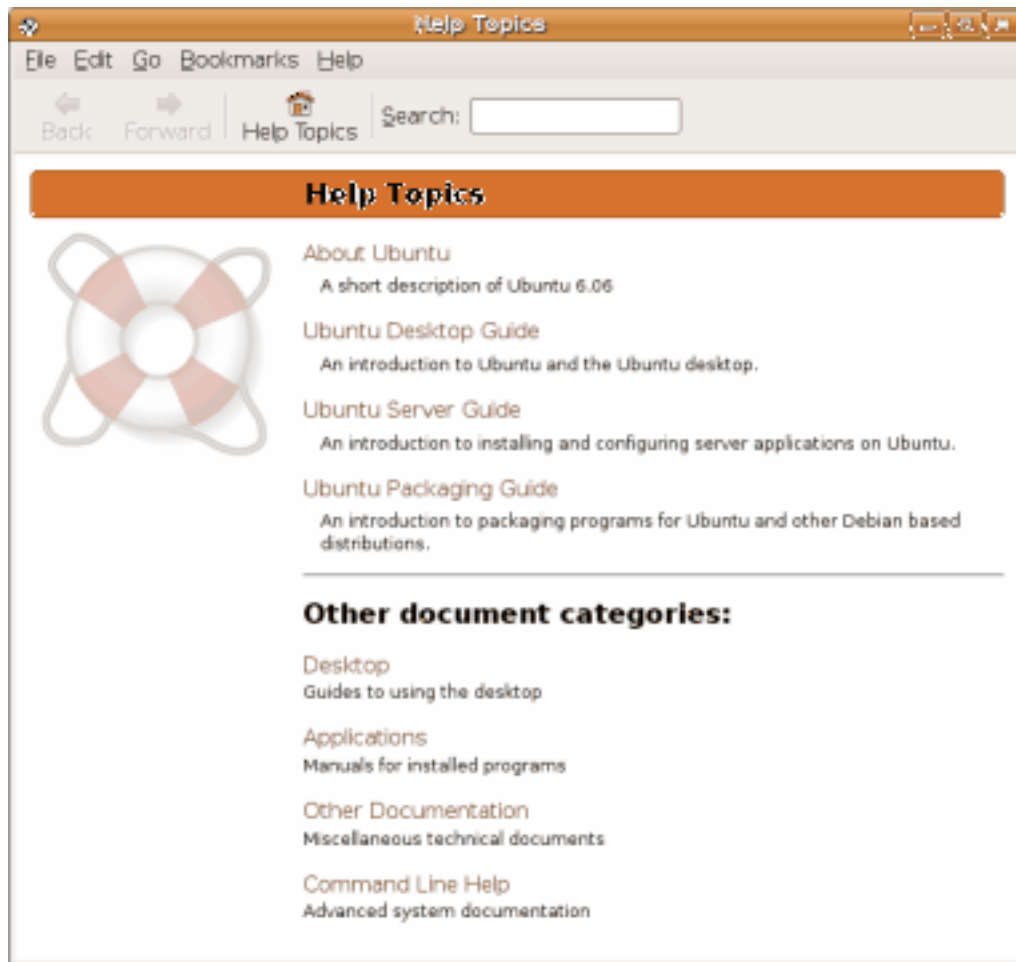 Help Topics
File Edit Go Bookmarks Help
Back Forward Help Topics Search:
Help Topics
About Ubuntu
A short description of Ubuntu 6.06
Ubuntu Desktop Guide
An introduction to Ubuntu and the Ubuntu desktop.
Ubuntu Server Guide
An introduction to installing and configuring server applications on Ubuntu.
Ubuntu Packaging Guide
An introduction to packaging programs for Ubuntu and other Debian based
distributions.
Other document categories:
Desktop
Guides to using the desktop
Applications
Manuals for installed programs
Other Documentation
Miscellaneous technical documents
Command Line Help
Advanced system documentation